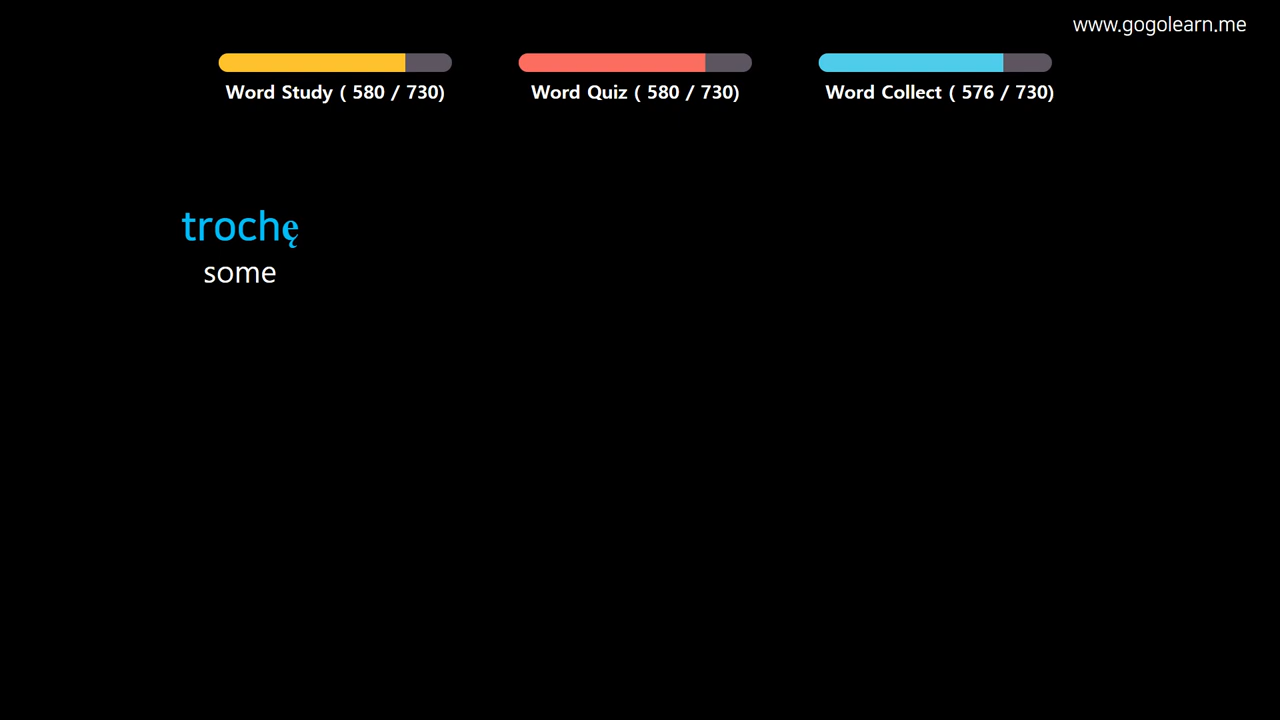 www.gogolearn.me
Word Study ( 580 / 730)
Word Quiz ( 580 / 730)
Word Collect ( 576 / 730)
trochę
some